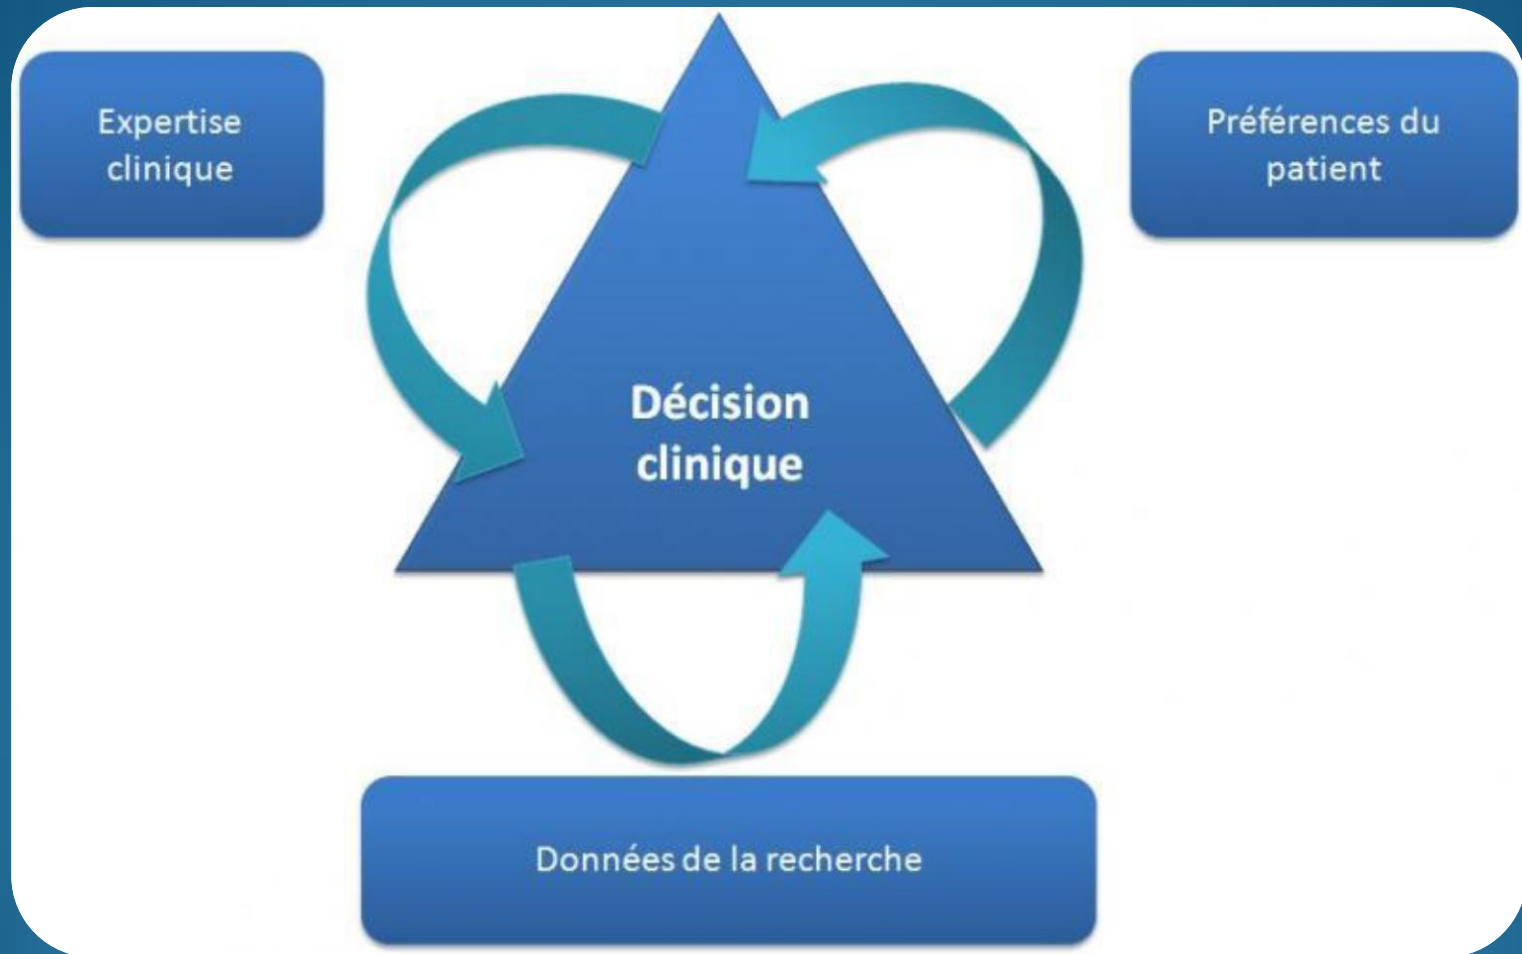 Expertise
clinique
Préférences du
patient
Décision
clinique
Données de la recherche